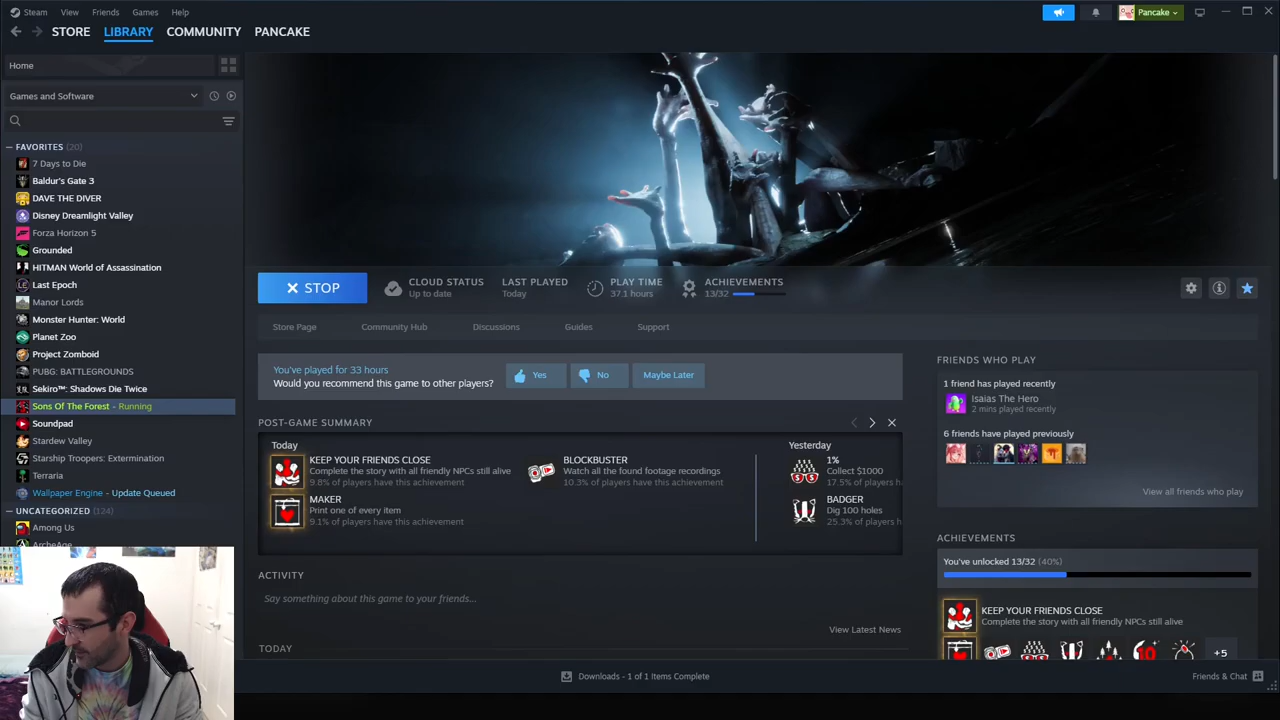 Steam View Friends Games Help
Pancake
STORE LIBRARY COMMUNITY PANCAKE
Home
Games and Software
FAVORITES (20)
7 Days to Die
Baldur's Gate 3
DAVE THE DIVER
Disney Dreamlight Valley
Forza Horizon 5
Grounded
HITMAN World of Assassination
Last Epoch
Manor Lords
Monster Hunter: World
Planet Zoo
Project Zomboid
PUBG: BATTLEGROUNDS
Sekiro™: Shadows Die Twice
Sons Of The Forest - Running
Soundpad
Stardew Valley
Starship Troopers: Extermination
Terraria
Wallpaper Engine - Update Queued
UNCATEGORIZED (124)
Among Us
ArcheAge
STOP
CLOUD STATUS
Up to date
LAST PLAYED
Today
PLAY TIME
37.1 hours
ACHIEVEMENTS
13/32
Store Page Community Hub Discussions Guides Support
You've played for 33 hours
Would you recommend this game to other players?
Yes No Maybe Later
POST-GAME SUMMARY
Today
KEEP YOUR FRIENDS CLOSE
Complete the story with all friendly NPCs still alive
9.8% of players have this achievement
BLOCKBUSTER
Watch all the found footage recordings
10.3% of players have this achievement
MAKER
Print one of every item
9.1% of players have this achievement
Yesterday
1%
Collect $1000
17.5% of players h
BADGER
Dig 100 holes
25.3% of players h
ACTIVITY
Say something about this game to your friends...
View Latest News
TODAY
FRIENDS WHO PLAY
1 friend has played recently
Isaias The Hero
2 mins played recently
6 friends have played previously
View all friends who play
ACHIEVEMENTS
You've unlocked 13/32 (40%)
KEEP YOUR FRIENDS CLOSE
Complete the story with all friendly NPCs still alive
+5
Downloads - 1 of 1 Items Complete
Friends & Chat